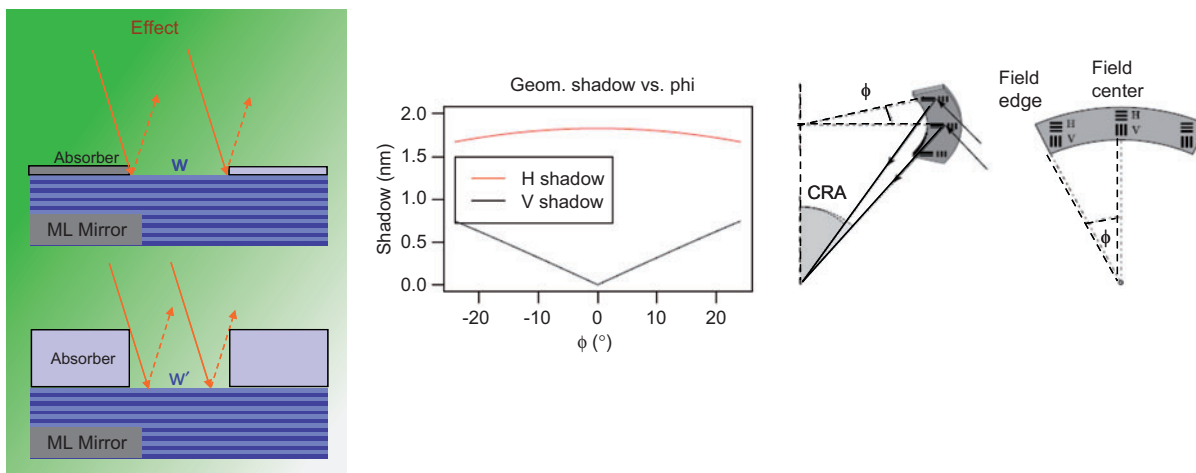 Effect
Absorber
W
ML Mirror
Absorber
W′
ML Mirror
Geom. shadow vs. phi
Shadow (nm)
2.0
1.5
1.0
0.5
0.0
H shadow
V shadow
-20 -10 0 10 20
ϕ (°)
ϕ
CRA
Field
edge
Field
center
H
V
H
V
ϕ